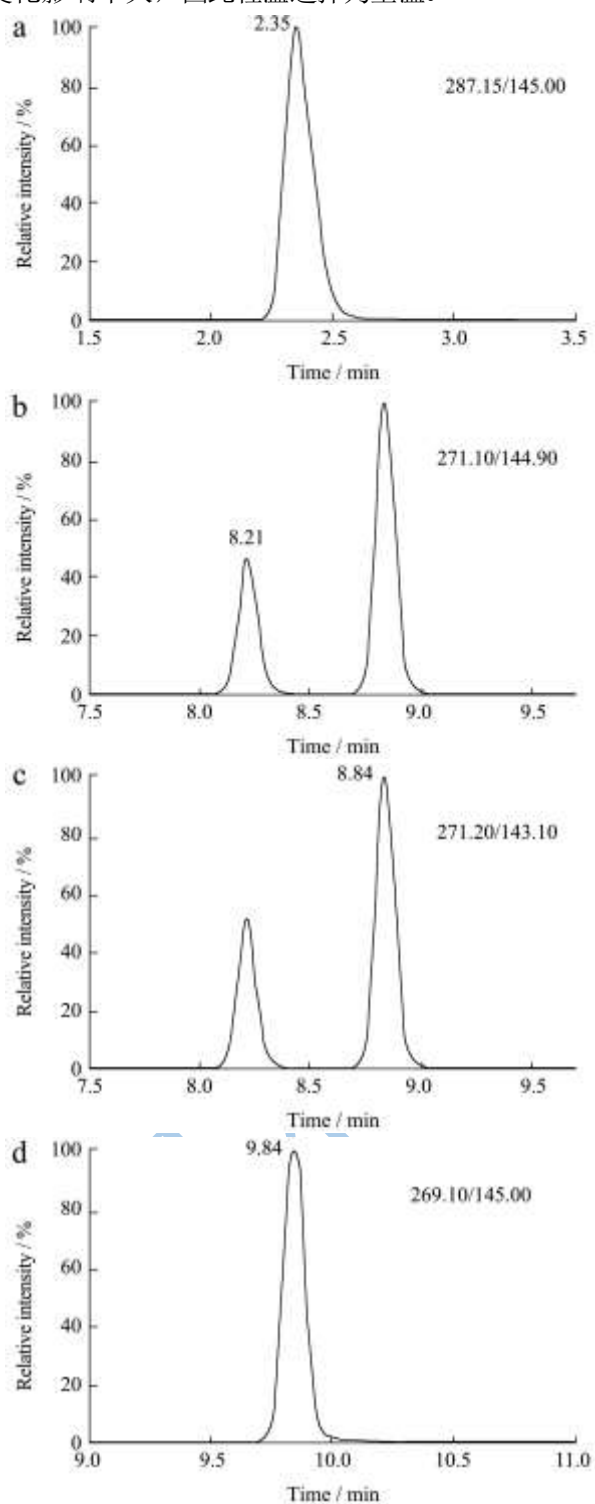 a
2.35
287.15/145.00
100
80
60
40
20
0
Relative intensity / %
1.5 2.0 2.5 3.0 3.5
Time / min
b
271.10/144.90
8.21
100
80
60
40
20
0
Relative intensity / %
7.5 8.0 8.5 9.0 9.5
Time / min
c
8.84
271.20/143.10
100
80
60
40
20
0
Relative intensity / %
7.5 8.0 8.5 9.0 9.5
Time / min
d
9.84
269.10/145.00
100
80
60
40
20
0
Relative intensity / %
9.0 9.5 10.0 10.5 11.0
Time / min